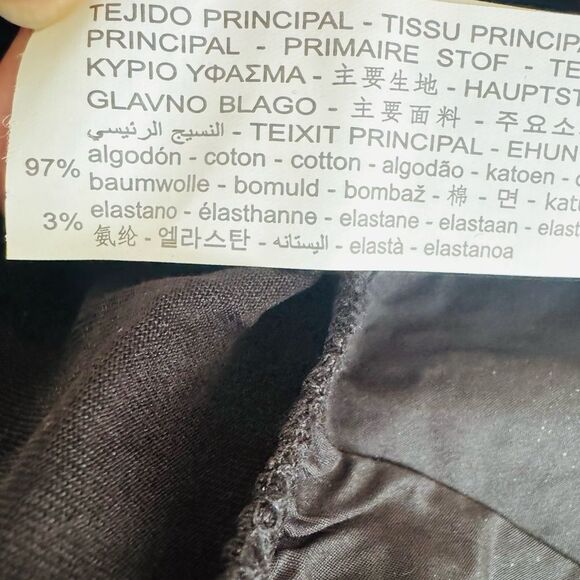 TEJIDO PRINCIPAL - TISSU PRINCIPA
PRINCIPAL - PRIMAIRE STOF - TE
ΚΥΡΙΟ ΥΦΑΣΜΑ - 主要生地 - HAUPTST
GLAVNO BLAGO - 主要面料 - 주요소
النسيج الرئيسي - TEIXIT PRINCIPAL - EHUN
97% algodón - coton - cotton - algodão - katoen -
baumwolle - bomuld - bombaž - 棉 - 면 - katu
3% elastano - élasthanne - elastane - elastaan - elast
氨纶 - 엘라스탄 - البستانه - elastà - elastanoa